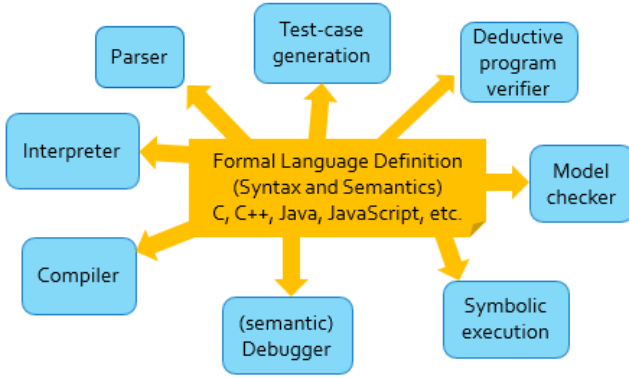 Parser
Test-case
generation
Deductive
program
verifier
Interpreter
Formal Language Definition
(Syntax and Semantics)
C, C++, Java, JavaScript, etc.
Model
checker
Compiler
(semantic)
Debugger
Symbolic
execution